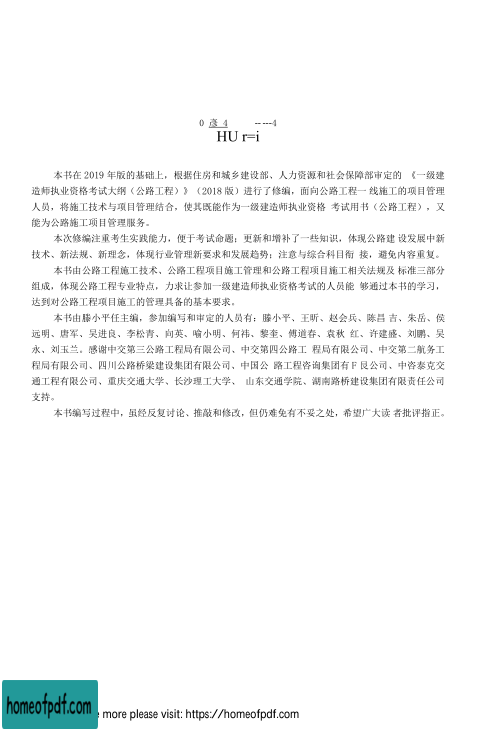 0 彦 4 -----4
HU r=i
本书在 2019 年版的基础上，根据住房和城乡建设部、人力资源和社会保障部审定的 《一级建
造师执业资格考试大纲（公路工程）》（2018 版）进行了修编，面向公路工程一 线施工的项目管理
人员，将施工技术与项目管理结合，使其既能作为一级建造师执业资格 考试用书（公路工程），又
能为公路施工项目管理服务。
本次修编注重考生实践能力，便于考试命题；更新和增补了一些知识，体现公路建 设发展中新
技术、新法规、新理念，体现行业管理新要求和发展趋势；注意与综合科目衔 接，避免内容重复。
本书由公路工程施工技术、公路工程项目施工管理和公路工程项目施工相关法规及 标准三部分
组成，体现公路工程专业特点，力求让参加一级建造师执业资格考试的人员能 够通过本书的学习，
达到对公路工程项目施工的管理具备的基本要求。
本书由滕小平任主编，参加编写和审定的人员有：滕小平、王昕、赵会兵、陈昌 吉、朱岳、侯
远明、唐军、吴进良、李松青、向英、喻小明、何祎、黎奎、傅道春、袁秋 红、许建盛、刘鹏、吴
永、刘玉兰。感谢中交第三公路工程局有限公司、中交第四公路工 程局有限公司、中交第二航务工
程局有限公司、四川公路桥梁建设集团有限公司、中国公 路工程咨询集团有 F 艮公司、中咨泰克交
通工程有限公司、重庆交通大学、长沙理工大学、 山东交通学院、湖南路桥建设集团有限责任公司
支持。
本书编写过程中，虽经反复讨论、推敲和修改，但仍难免有不妥之处，希望广大读 者批评指正。
homeofpdf.com
e more please visit: https://homeofpdf.com